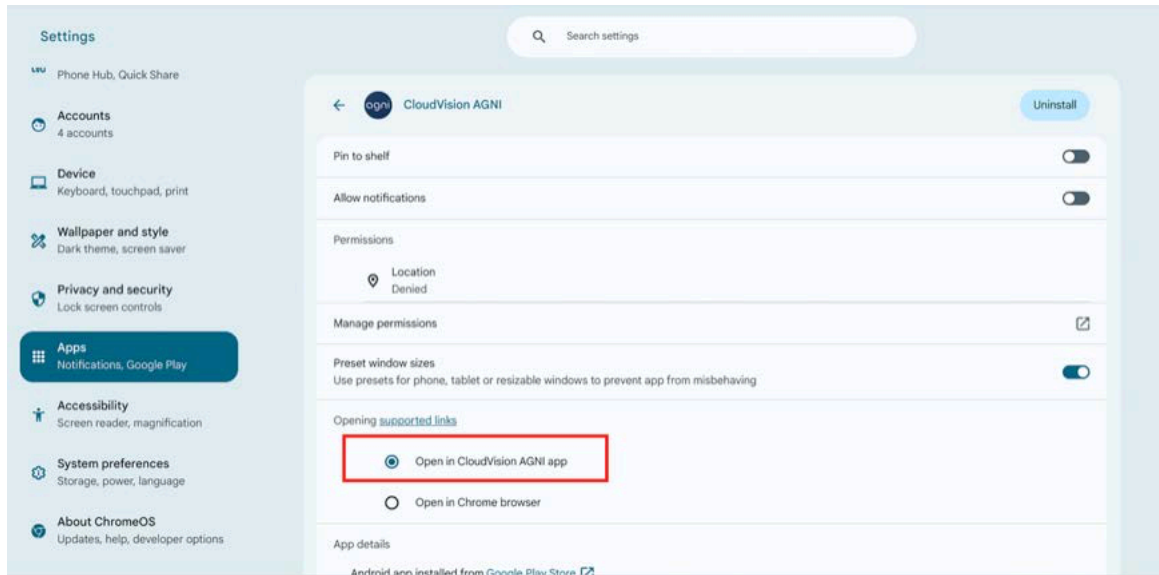 Settings
Search settings
Phone Hub, Quick Share
Accounts
4 accounts
Device
Keyboard, touchpad, print
Wallpaper and style
Dark theme, screen saver
Privacy and security
Lock screen controls
Apps
Notifications, Google Play
Accessibility
Screen reader, magnification
System preferences
Storage, power, language
About ChromeOS
Updates, help, developer options
agni CloudVision AGNI
Uninstall
Pin to shelf
Allow notifications
Permissions
Location
Denied
Manage permissions
Preset window sizes
Use presets for phone, tablet or resizable windows to prevent app from misbehaving
Opening supported links
Open in CloudVision AGNI app
Open in Chrome browser
App details
Android app installed from Google Play Store